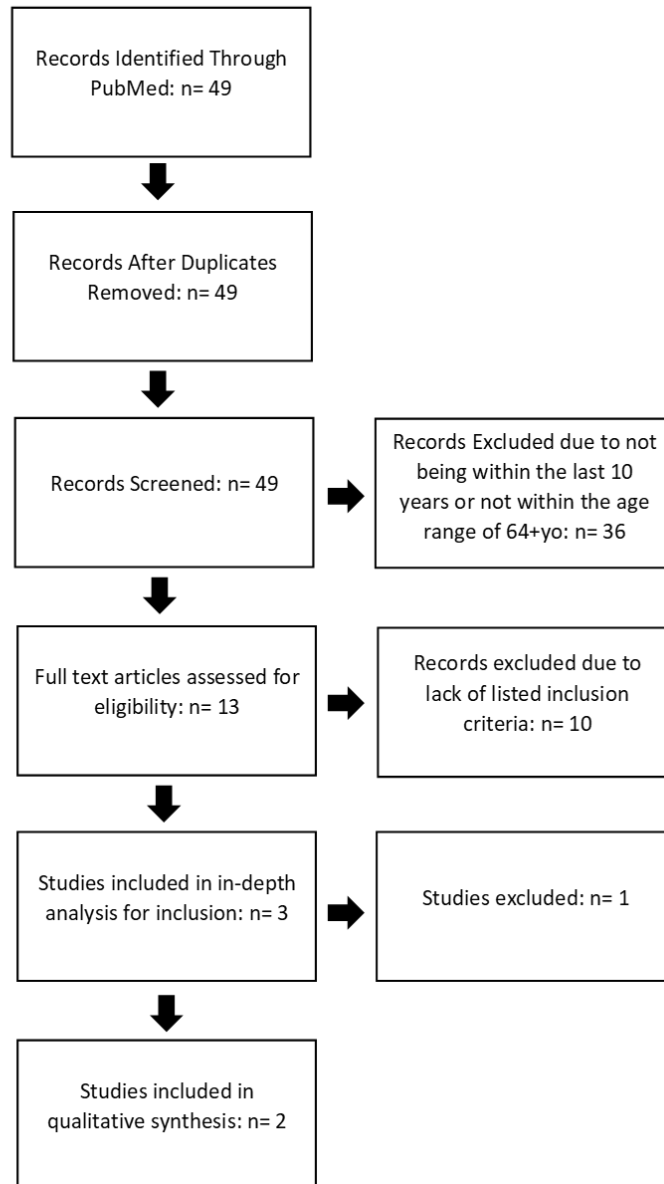 Records Identified Through
PubMed: n= 49
Records After Duplicates
Removed: n= 49
Records Screened: n= 49
Records Excluded due to not
being within the last 10
years or not within the age
range of 64+yo: n= 36
Full text articles assessed for
eligibility: n= 13
Records excluded due to
lack of listed inclusion
criteria: n= 10
Studies included in in-depth
analysis for inclusion: n= 3
Studies excluded: n= 1
Studies included in
qualitative synthesis: n= 2